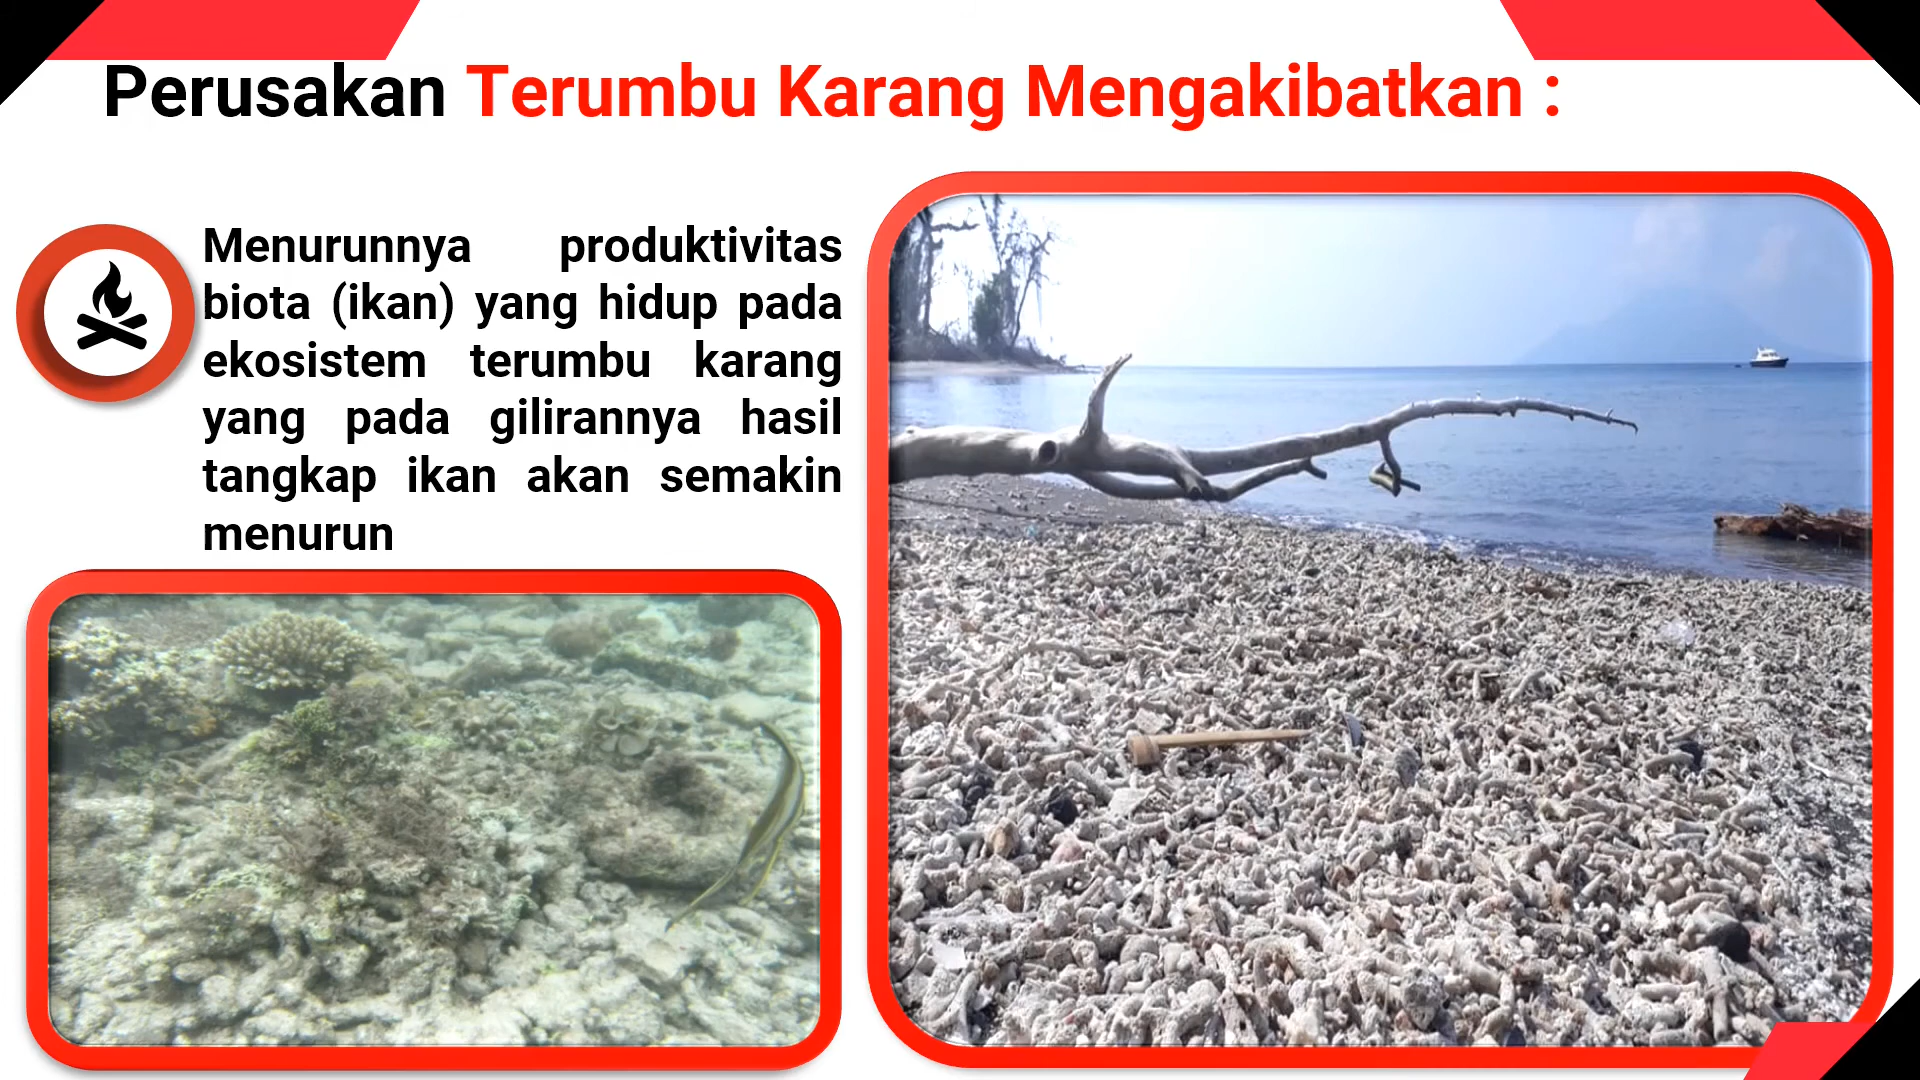 Perusakan Terumbu Karang Mengakibatkan :
Menurunnya produktivitas
biota (ikan) yang hidup pada
ekosistem terumbu karang
yang pada gilirannya hasil
tangkap ikan akan semakin
menurun